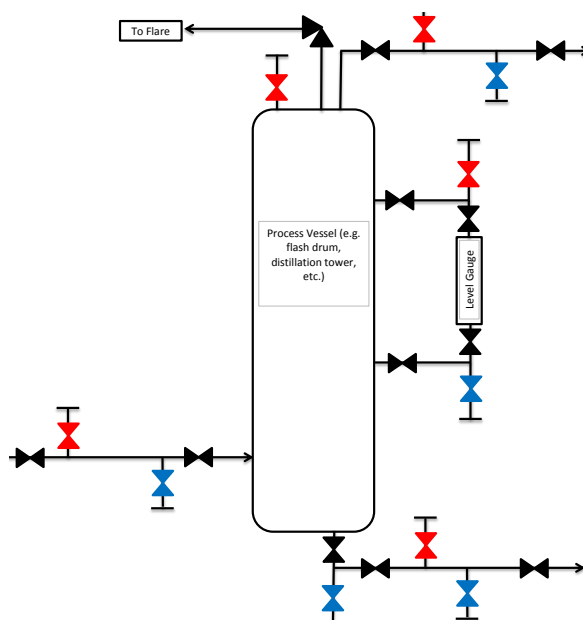 To Flare
Process Vessel (e.g.
flash drum,
distillation tower,
etc.)
Level Gauge